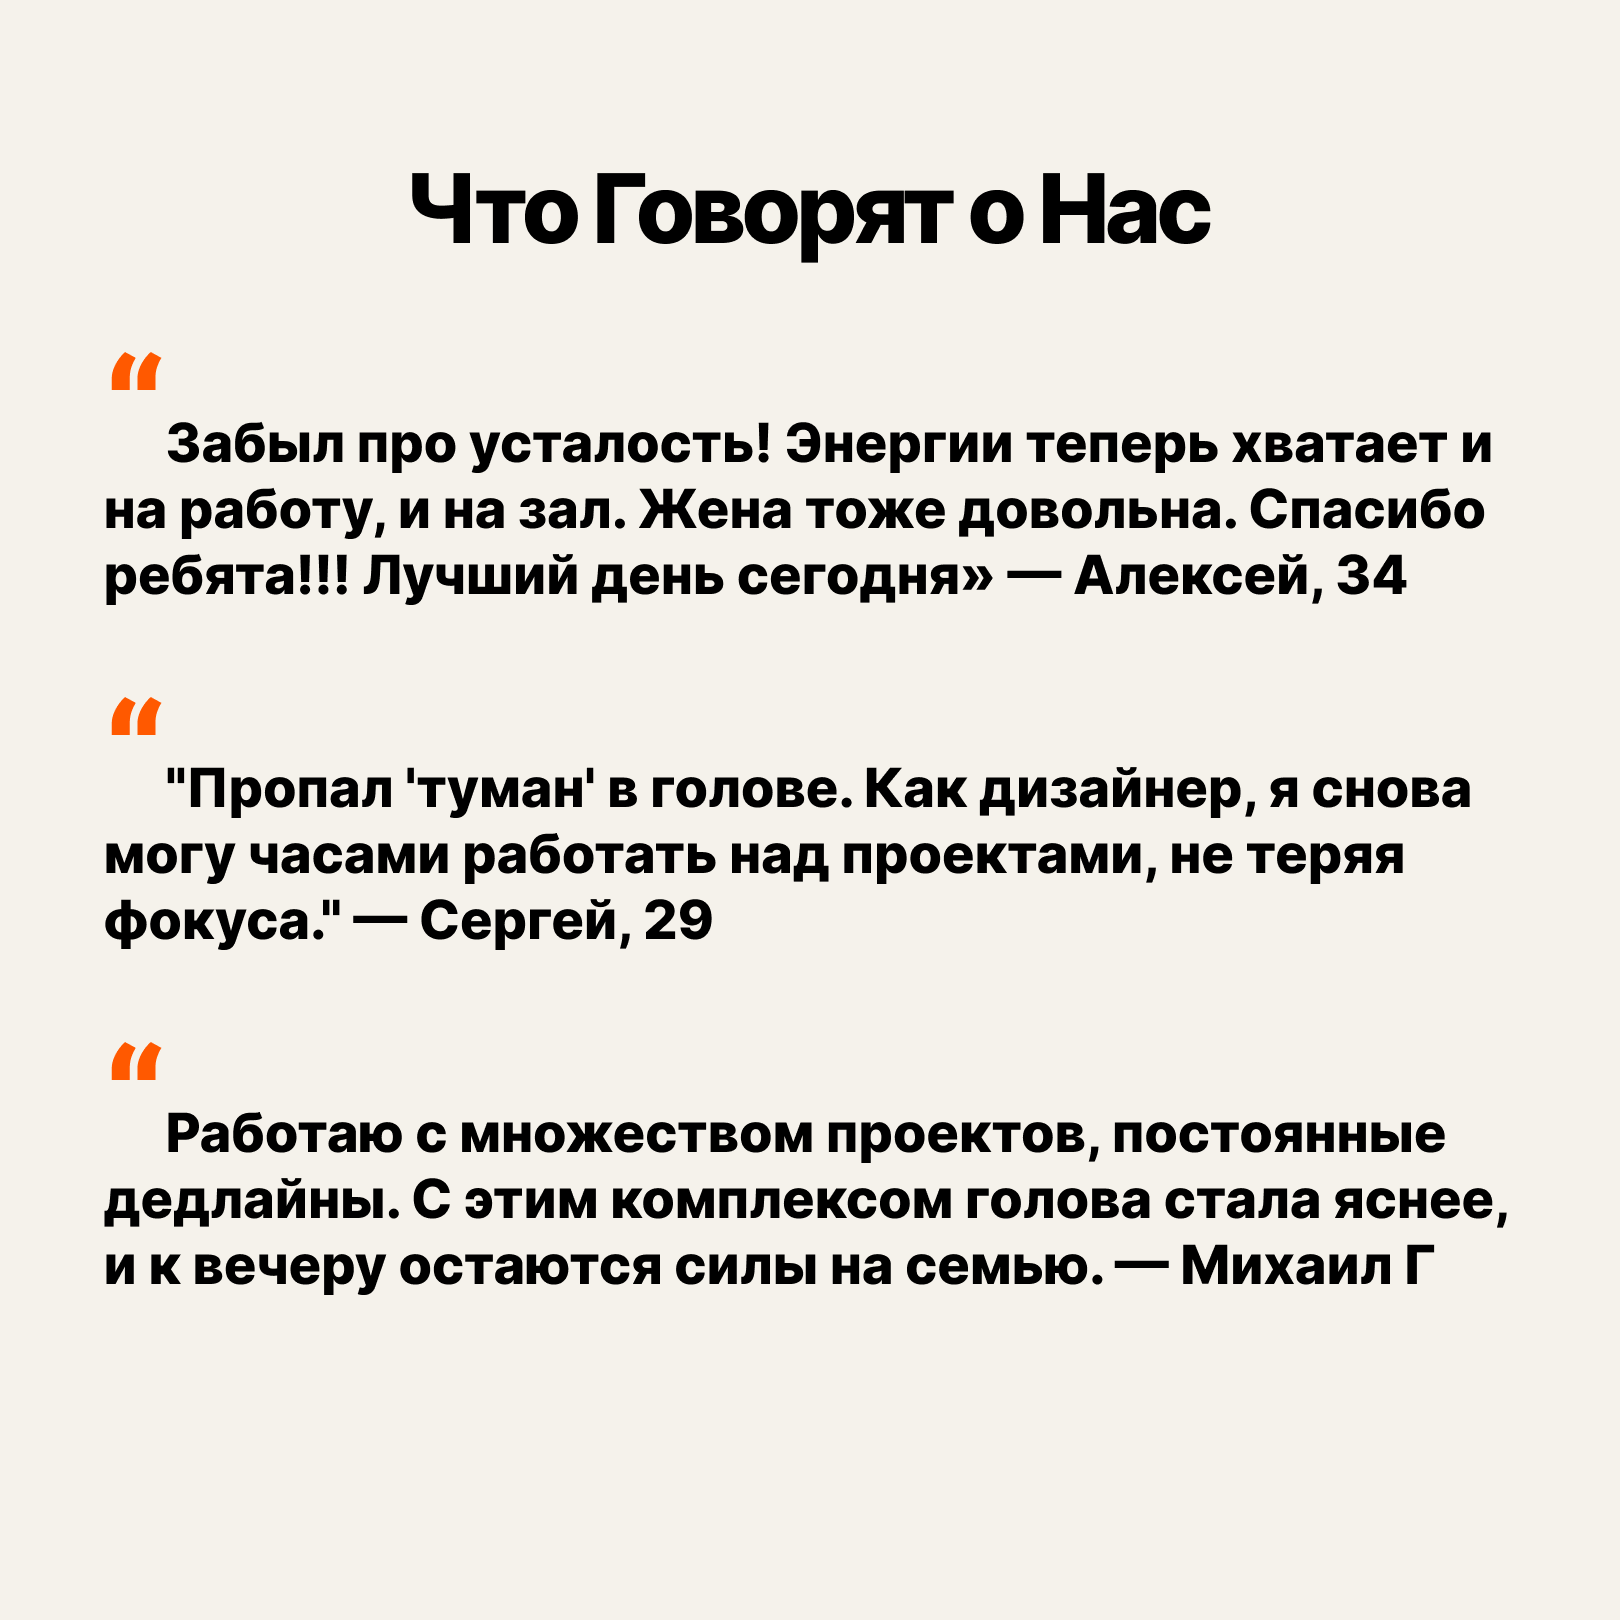 Что Говорят о Нас
“
Забыл про усталость! Энергии теперь хватает и
на работу, и на зал. Жена тоже довольна. Спасибо
ребята!!! Лучший день сегодня» — Алексей, 34
“
"Пропал 'туман' в голове. Как дизайнер, я снова
могу часами работать над проектами, не теряя
фокуса." — Сергей, 29
“
Работаю с множеством проектов, постоянные
дедлайны. С этим комплексом голова стала яснее,
и к вечеру остаются силы на семью. — Михаил Г